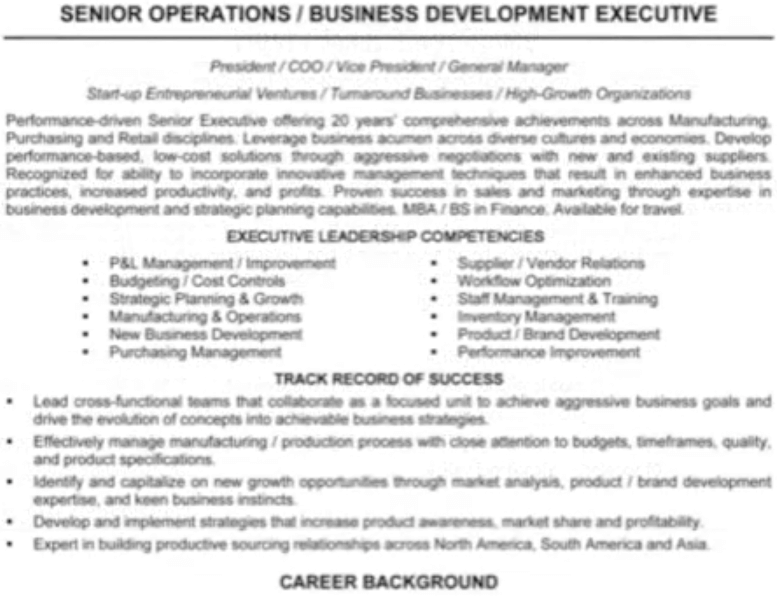 SENIOR OPERATIONS / BUSINESS DEVELOPMENT EXECUTIVE
President / COO / Vice President / General Manager
Start-up Entrepreneurial Ventures / Turnaround Businesses / High-Growth Organizations
Performance-driven Senior Executive offering 20 years' comprehensive achievements across Manufacturing,
Purchasing and Retail disciplines. Leverage business acumen across diverse cultures and economies. Develop
performance-based, low-cost solutions through aggressive negotiations with new and existing suppliers.
Recognized for ability to incorporate innovative management techniques that result in enhanced business
practices, increased productivity, and profits. Proven success in sales and marketing through expertise in
business development and strategic planning capabilities. MBA / BS in Finance. Available for travel.
EXECUTIVE LEADERSHIP COMPETENCIES
▪ P&L Management / Improvement
▪ Budgeting / Cost Controls
▪ Strategic Planning & Growth
▪ Manufacturing & Operations
▪ New Business Development
▪ Purchasing Management
▪ Supplier / Vendor Relations
▪ Workflow Optimization
▪ Staff Management & Training
▪ Inventory Management
▪ Product / Brand Development
▪ Performance Improvement
TRACK RECORD OF SUCCESS
▪ Lead cross-functional teams that collaborate as a focused unit to achieve aggressive business goals and
drive the evolution of concepts into achievable business strategies.
▪ Effectively manage manufacturing / production process with close attention to budgets, timeframes, quality,
and product specifications.
▪ Identify and capitalize on new growth opportunities through market analysis, product / brand development
expertise, and keen business instincts.
▪ Develop and implement strategies that increase product awareness, market share and profitability.
▪ Expert in building productive sourcing relationships across North America, South America and Asia.
CAREER BACKGROUND